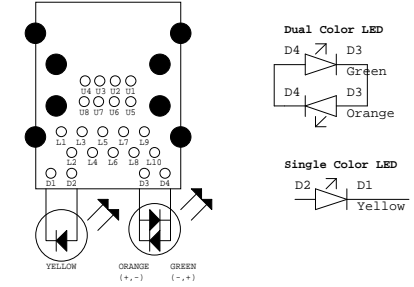 Dual Color LED
D4 D3
Green
D4 D3
Orange
U4 U3 U2 U1
U8 U7 U6 U5
L1 L3 L5 L7 L9
L2 L4 L6 L8 L10
D1 D2 D3 D4
Single Color LED
D2 D1
Yellow
YELLOW ORANGE GREEN
(+,-) (-,+)